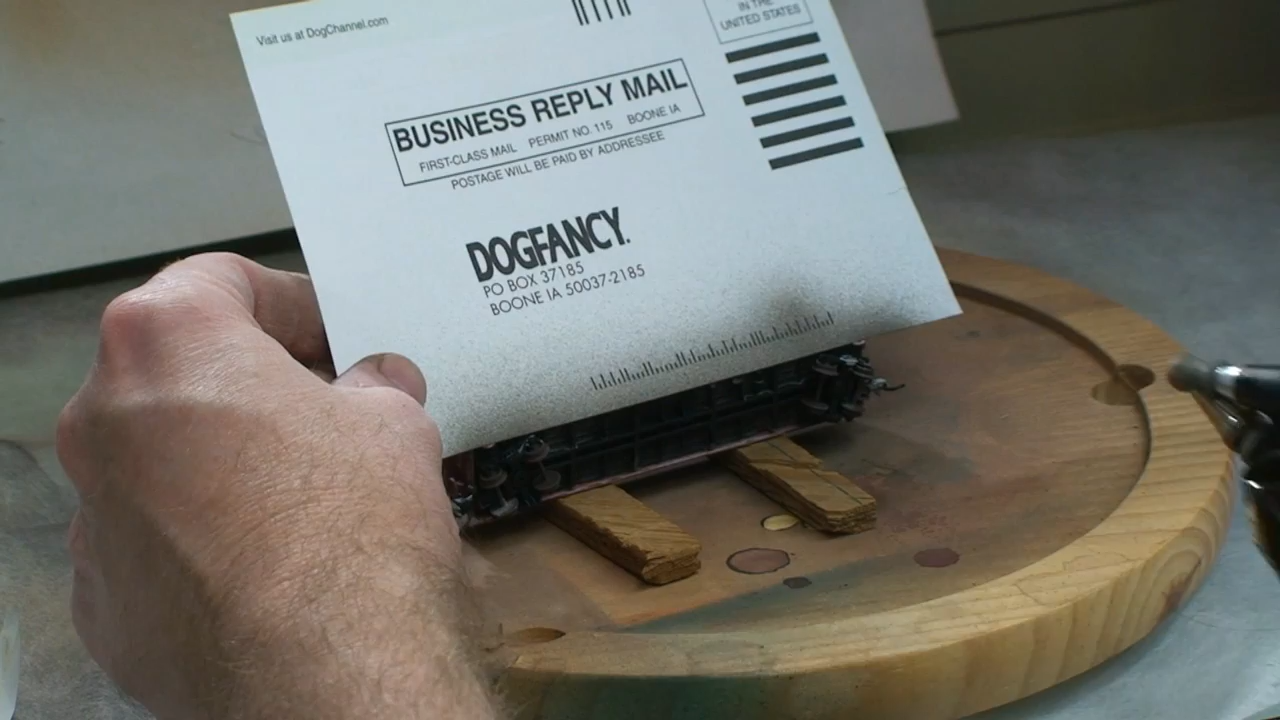 Visit us at DogChannel.com
IN THE
UNITED STATES
BUSINESS REPLY MAIL
FIRST-CLASS MAIL PERMIT NO. 115 BOONE IA
POSTAGE WILL BE PAID BY ADDRESSEE
DOGFANCY.
PO BOX 37185
BOONE IA 50037-2185